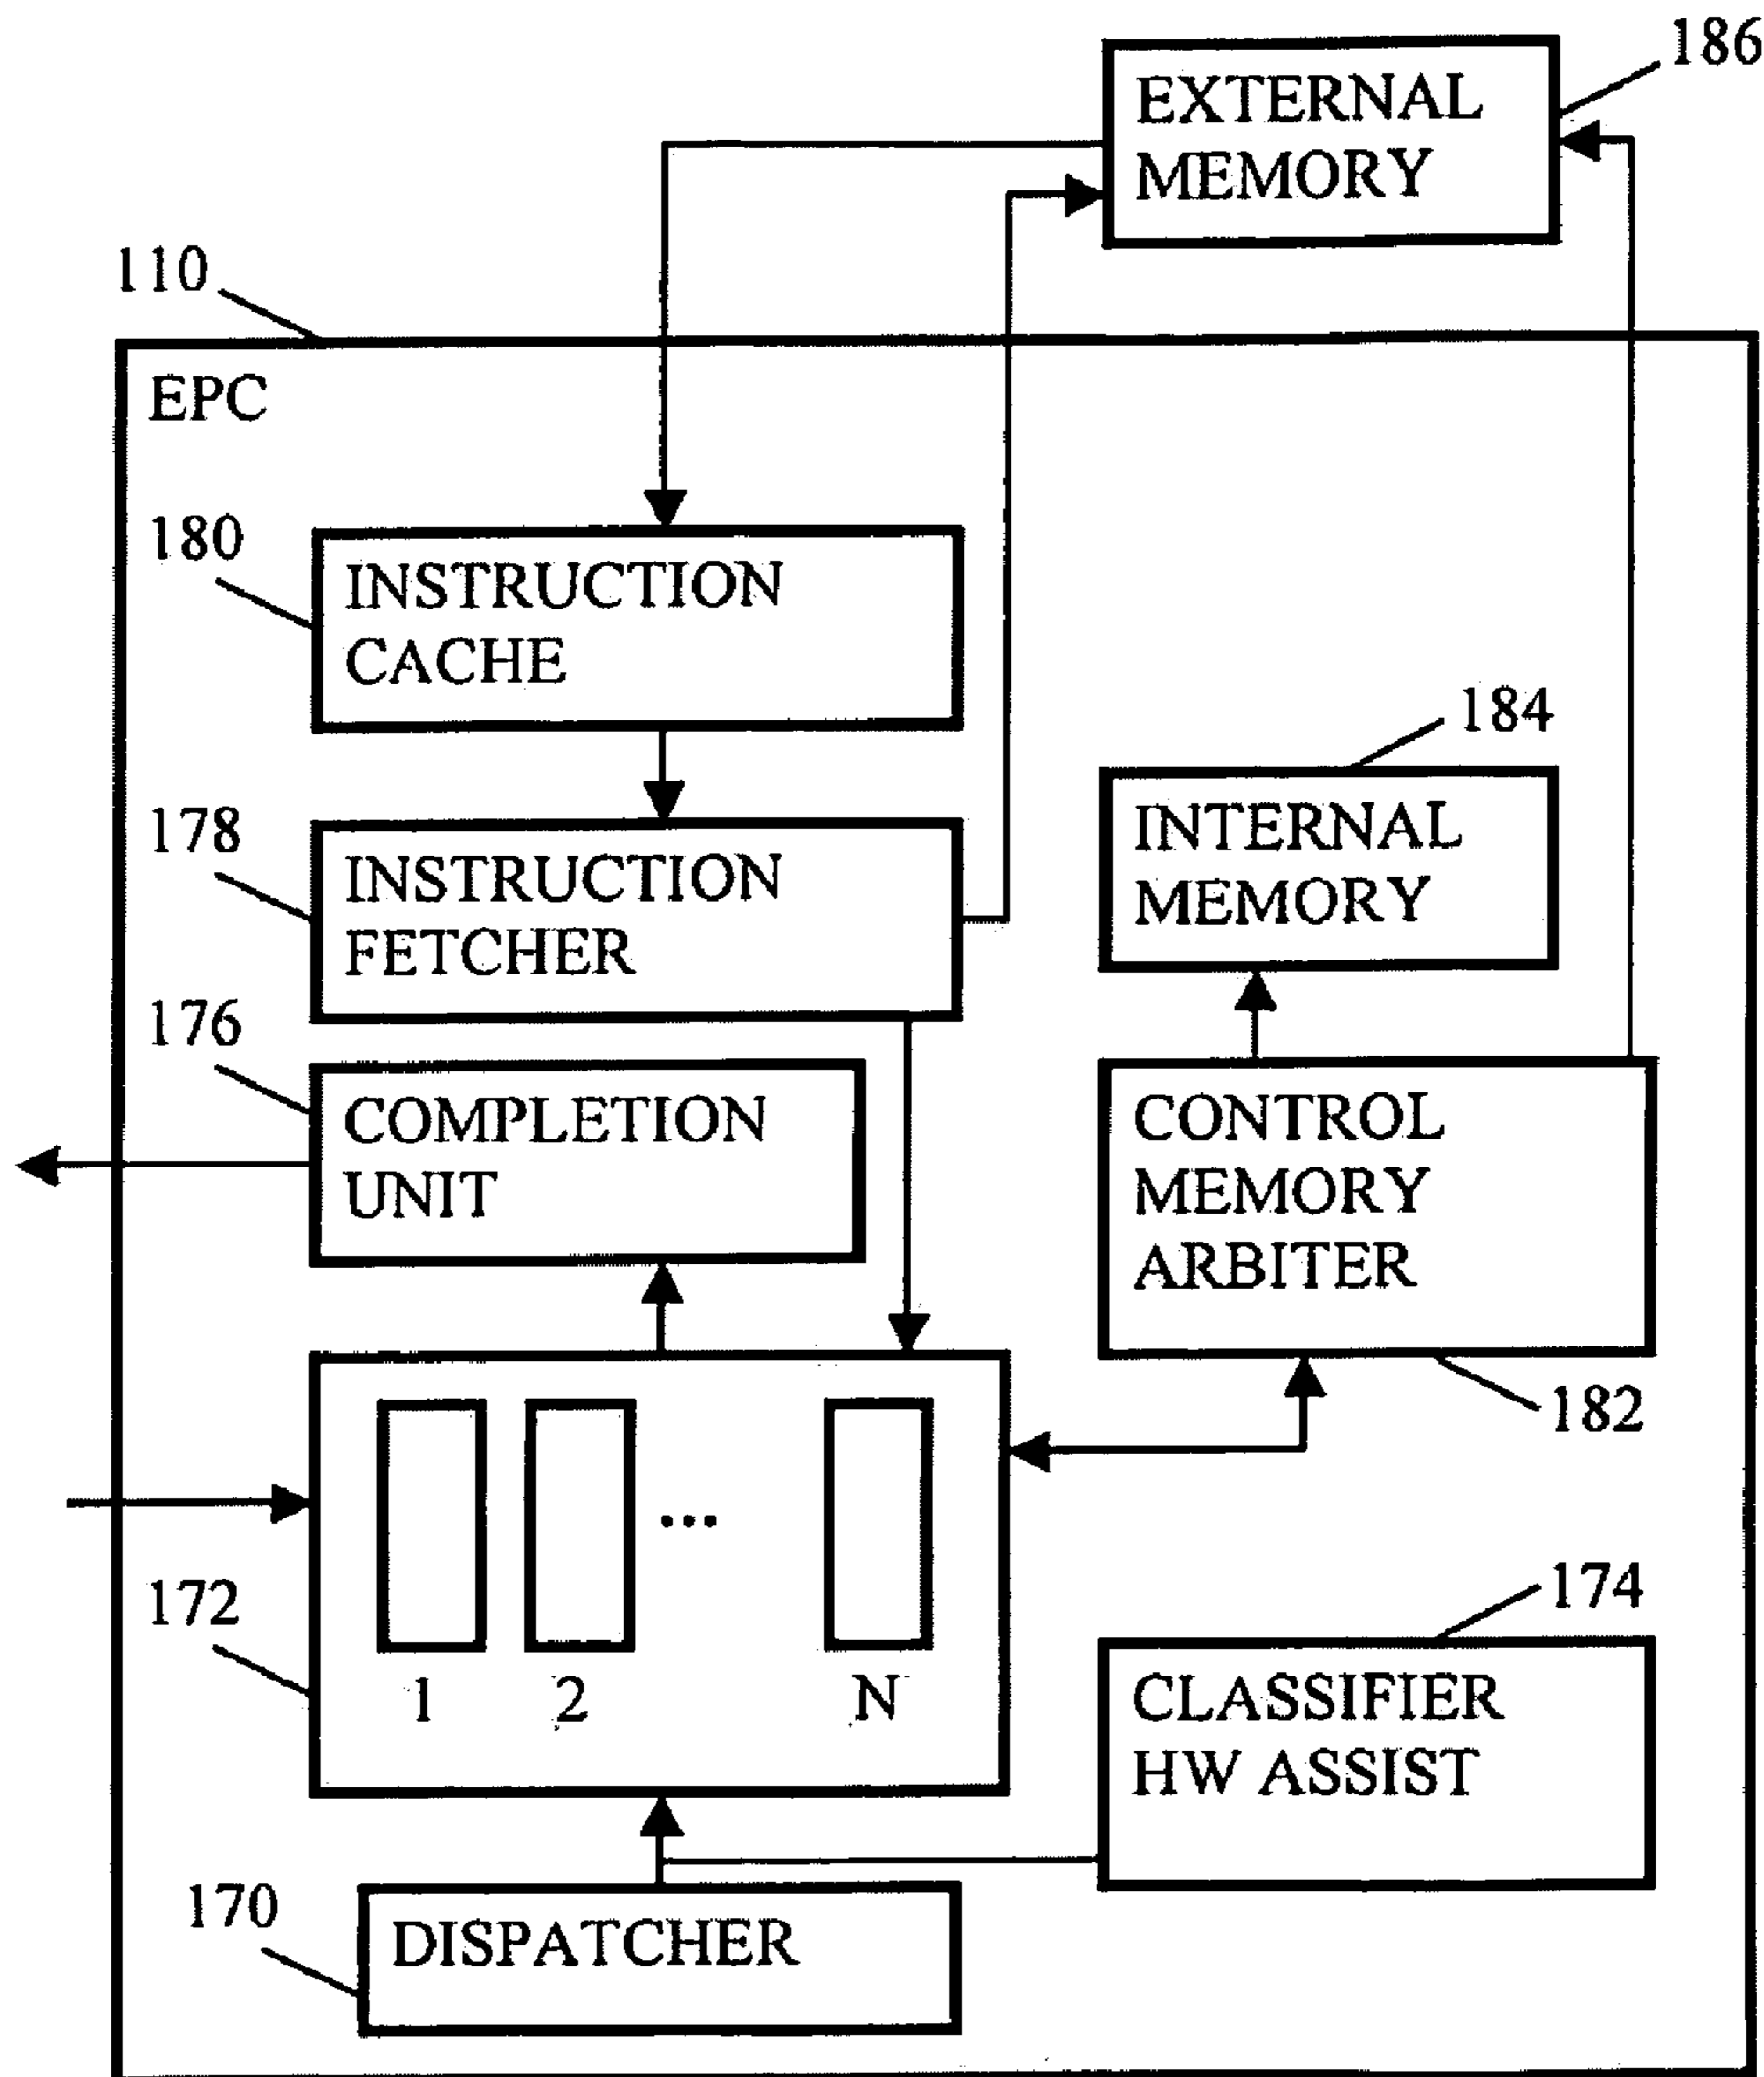 186
EXTERNAL
MEMORY
110
EPC
180
INSTRUCTION
CACHE
184
178
INSTRUCTION
FETCHER
INTERNAL
MEMORY
176
COMPLETION
UNIT
CONTROL
MEMORY
ARBITER
182
...
172
1 2 N
174
CLASSIFIER
HW ASSIST
170
DISPATCHER